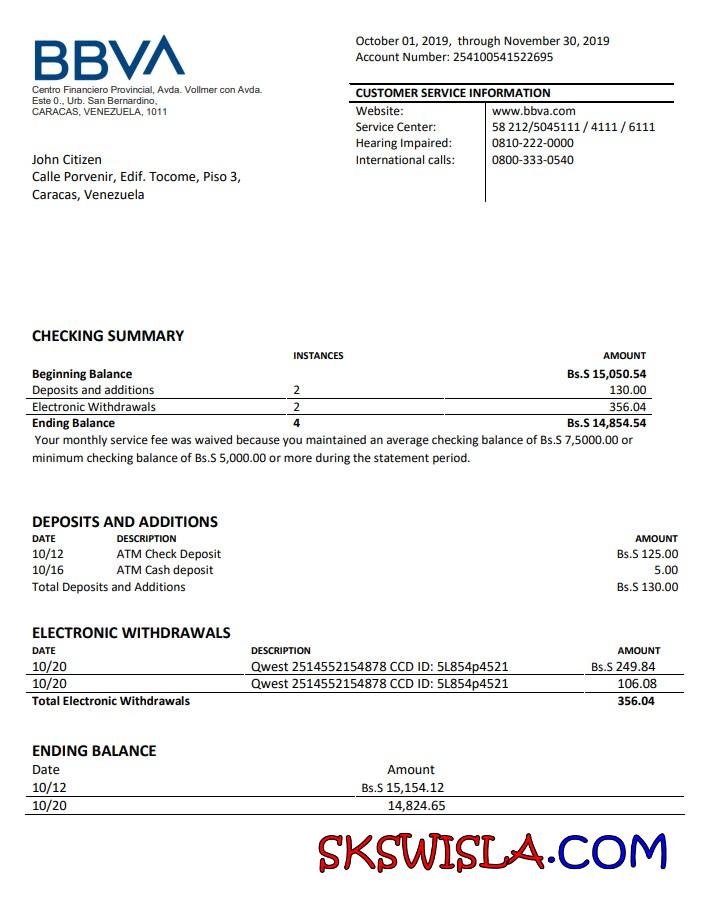 BBVA
Centro Financiero Provincial, Avda. Vollmer con Avda.
Este 0., Urb. San Bernardino,
CARACAS, VENEZUELA, 1011
October 01, 2019, through November 30, 2019
Account Number: 254100541522695
CUSTOMER SERVICE INFORMATION
Website: www.bbva.com
Service Center: 58 212/5045111 / 4111 / 6111
Hearing Impaired: 0810-222-0000
International calls: 0800-333-0540
John Citizen
Calle Porvenir, Edif. Tocome, Piso 3,
Caracas, Venezuela
CHECKING SUMMARY
INSTANCES AMOUNT
Beginning Balance Bs.S 15,050.54
Deposits and additions 2 130.00
Electronic Withdrawals 2 356.04
Ending Balance 4 Bs.S 14,854.54
Your monthly service fee was waived because you maintained an average checking balance of Bs.S 7,5000.00 or
minimum checking balance of Bs.S 5,000.00 or more during the statement period.
DEPOSITS AND ADDITIONS
DATE DESCRIPTION AMOUNT
10/12 ATM Check Deposit Bs.S 125.00
10/16 ATM Cash deposit 5.00
Total Deposits and Additions Bs.S 130.00
ELECTRONIC WITHDRAWALS
DATE DESCRIPTION AMOUNT
10/20 Qwest 2514552154878 CCD ID: 5L854p4521 Bs.S 249.84
10/20 Qwest 2514552154878 CCD ID: 5L854p4521 106.08
Total Electronic Withdrawals 356.04
ENDING BALANCE
Date Amount
10/12 Bs.S 15,154.12
10/20 14,824.65
SKSWISLA.COM